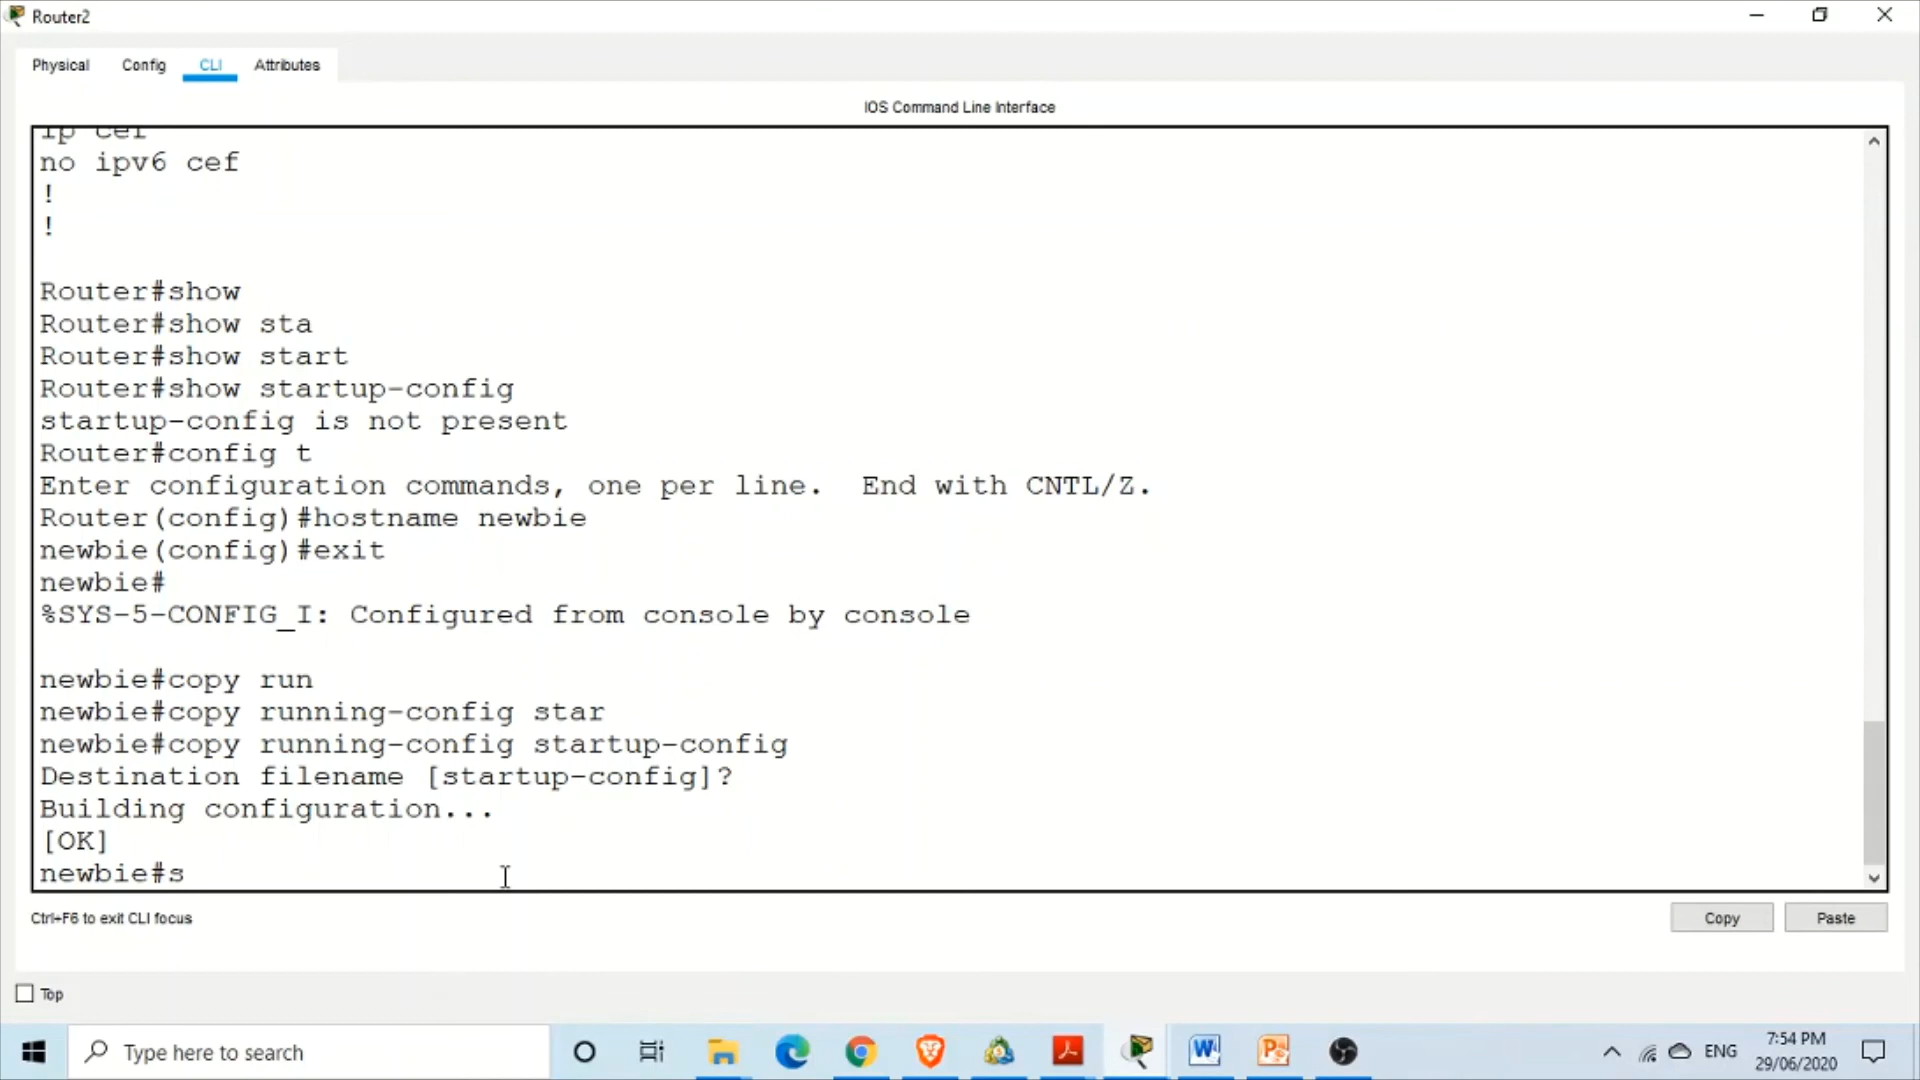 Router2
Physical Config CLI Attributes
IOS Command Line Interface
ip cef
no ipv6 cef
!
!
Router#show
Router#show sta
Router#show start
Router#show startup-config
startup-config is not present
Router#config t
Enter configuration commands, one per line.  End with CNTL/Z.
Router(config)#hostname newbie
newbie(config)#exit
newbie#
%SYS-5-CONFIG_I: Configured from console by console
newbie#copy run
newbie#copy running-config star
newbie#copy running-config startup-config
Destination filename [startup-config]?
Building configuration...
[OK]
newbie#s
Ctrl+F6 to exit CLI focus
Copy Paste
Top
Type here to search
ENG
7:54 PM
29/06/2020